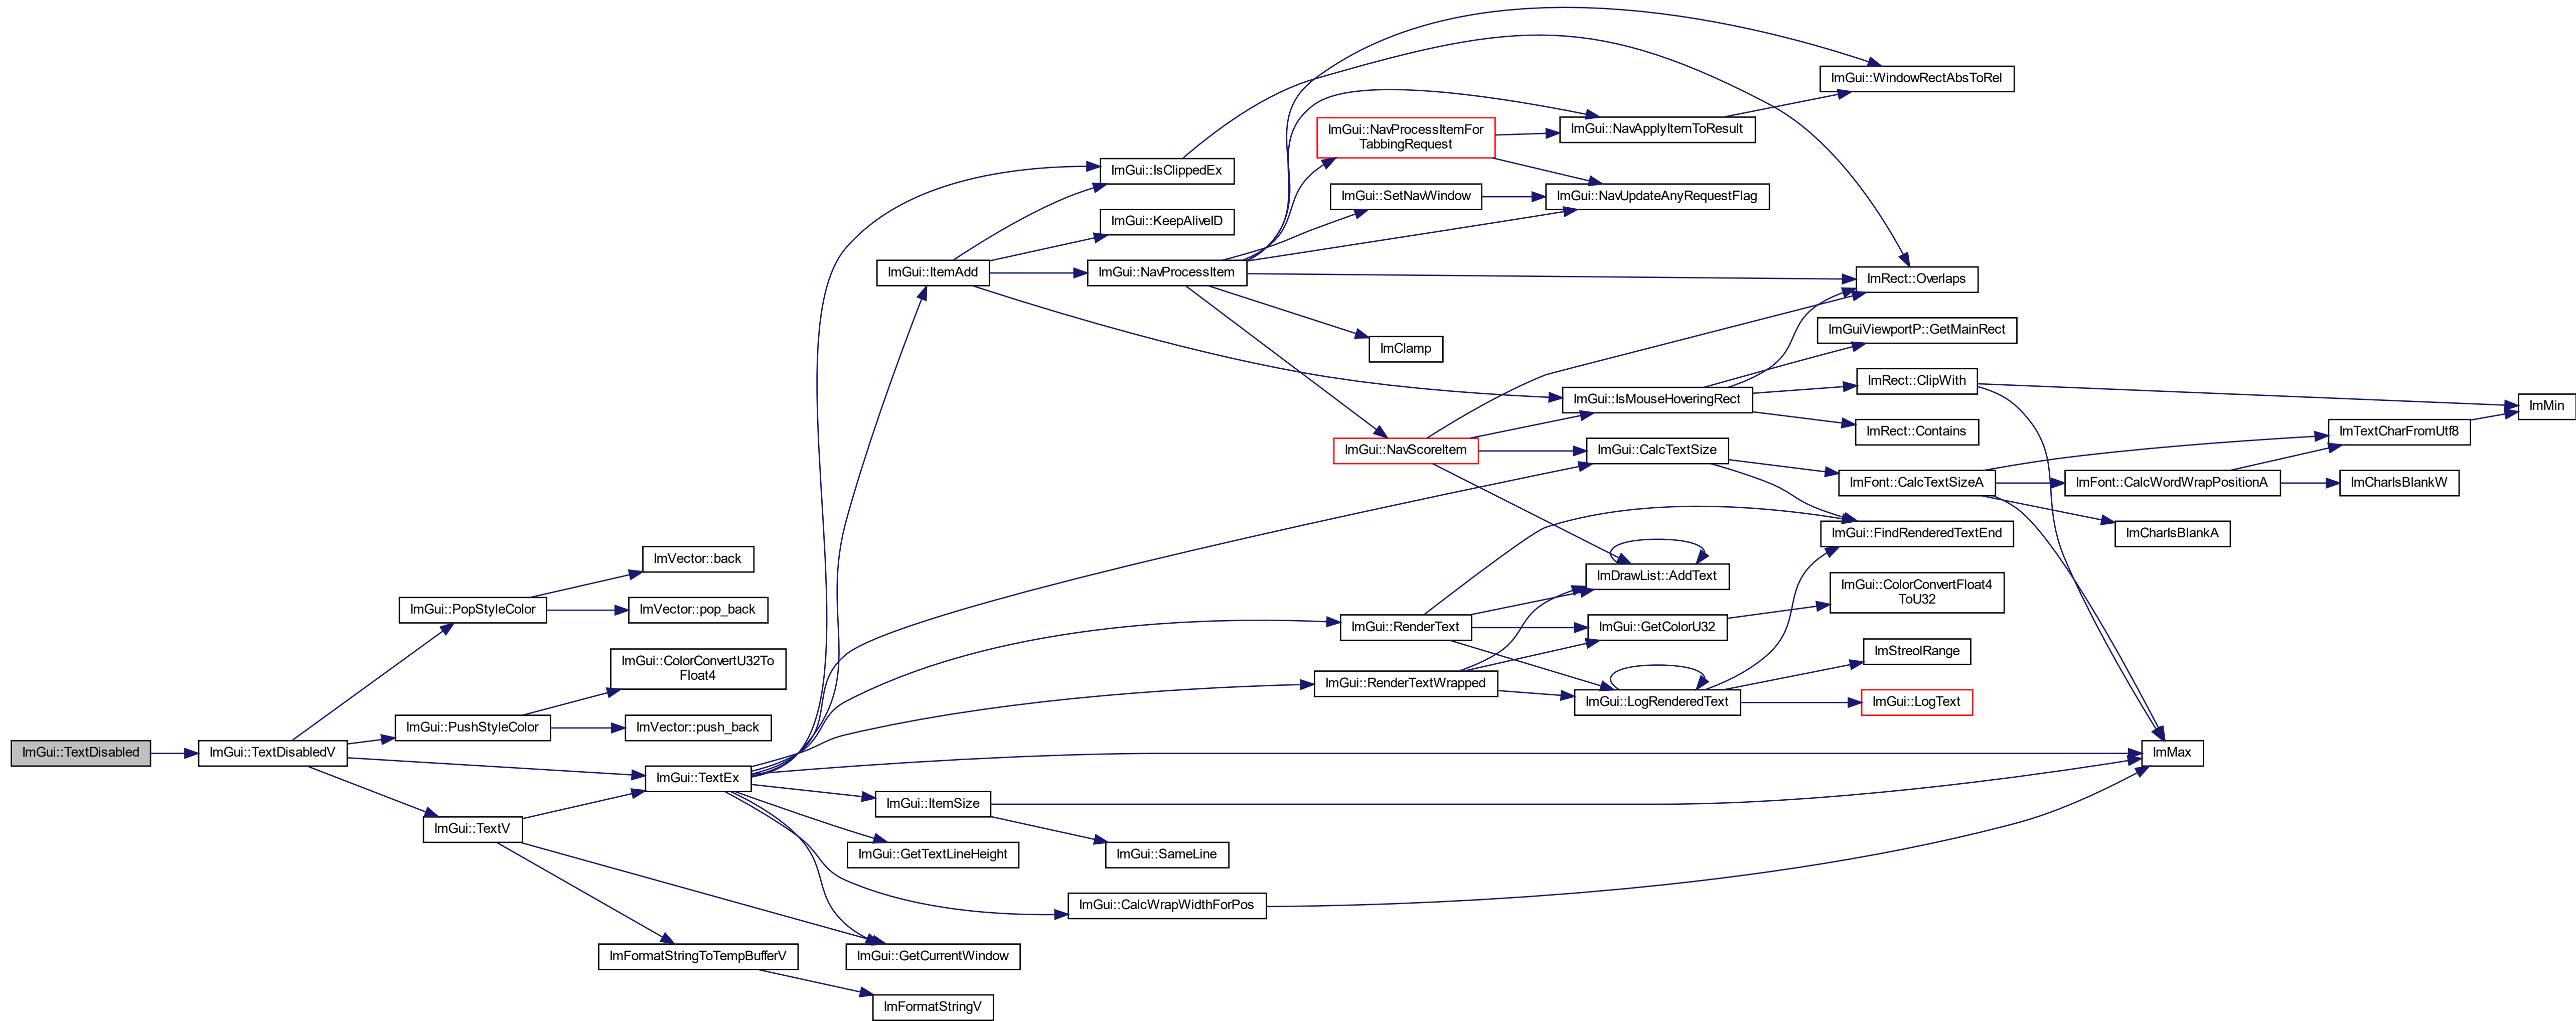 ImGui::WindowRectAbsToRel
ImGui::NavProcessItemFor
TabbingRequest
ImGui::NavApplyItemToResult
ImGui::IsClippedEx
ImGui::SetNavWindow
ImGui::NavUpdateAnyRequestFlag
ImGui::KeepAliveID
ImGui::ItemAdd
ImGui::NavProcessItem
ImRect::Overlaps
ImGuiViewportP::GetMainRect
ImClamp
ImRect::ClipWith
ImGui::IsMouseHoveringRect
ImMin
ImRect::Contains
ImTextCharFromUtf8
ImGui::NavScoreItem
ImGui::CalcTextSize
ImFont::CalcTextSizeA
ImFont::CalcWordWrapPositionA
ImCharIsBlankW
ImGui::FindRenderedTextEnd
ImCharIsBlankA
ImVector::back
ImDrawList::AddText
ImGui::ColorConvertFloat4
ToU32
ImGui::PopStyleColor
ImVector::pop_back
ImGui::RenderText
ImGui::GetColorU32
ImStreolRange
ImGui::ColorConvertU32To
Float4
ImGui::RenderTextWrapped
ImGui::LogRenderedText
ImGui::LogText
ImGui::PushStyleColor
ImVector::push_back
ImGui::TextDisabled
ImGui::TextDisabledV
ImMax
ImGui::TextEx
ImGui::ItemSize
ImGui::TextV
ImGui::GetTextLineHeight
ImGui::SameLine
ImGui::CalcWrapWidthForPos
ImFormatStringToTempBufferV
ImGui::GetCurrentWindow
ImFormatStringV